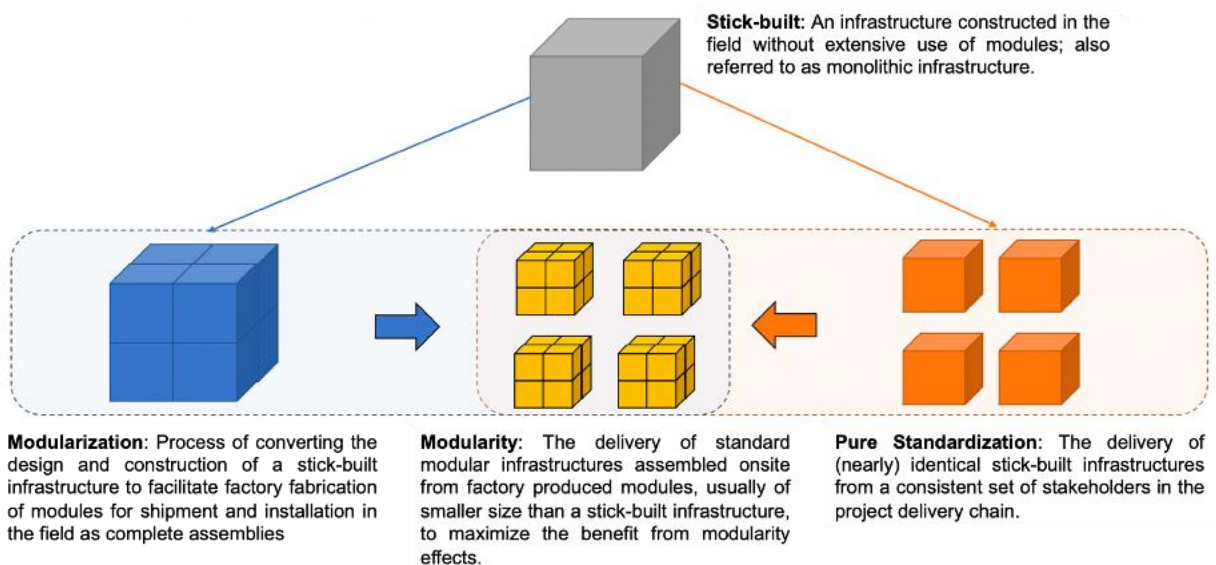 Stick-built: An infrastructure constructed in the
field without extensive use of modules; also
referred to as monolithic infrastructure.
Modularization: Process of converting the
design and construction of a stick-built
infrastructure to facilitate factory fabrication
of modules for shipment and installation in
the field as complete assemblies
Modularity: The delivery of standard
modular infrastructures assembled onsite
from factory produced modules, usually of
smaller size than a stick-built infrastructure,
to maximize the benefit from modularity
effects.
Pure Standardization: The delivery of
(nearly) identical stick-built infrastructures
from a consistent set of stakeholders in the
project delivery chain.